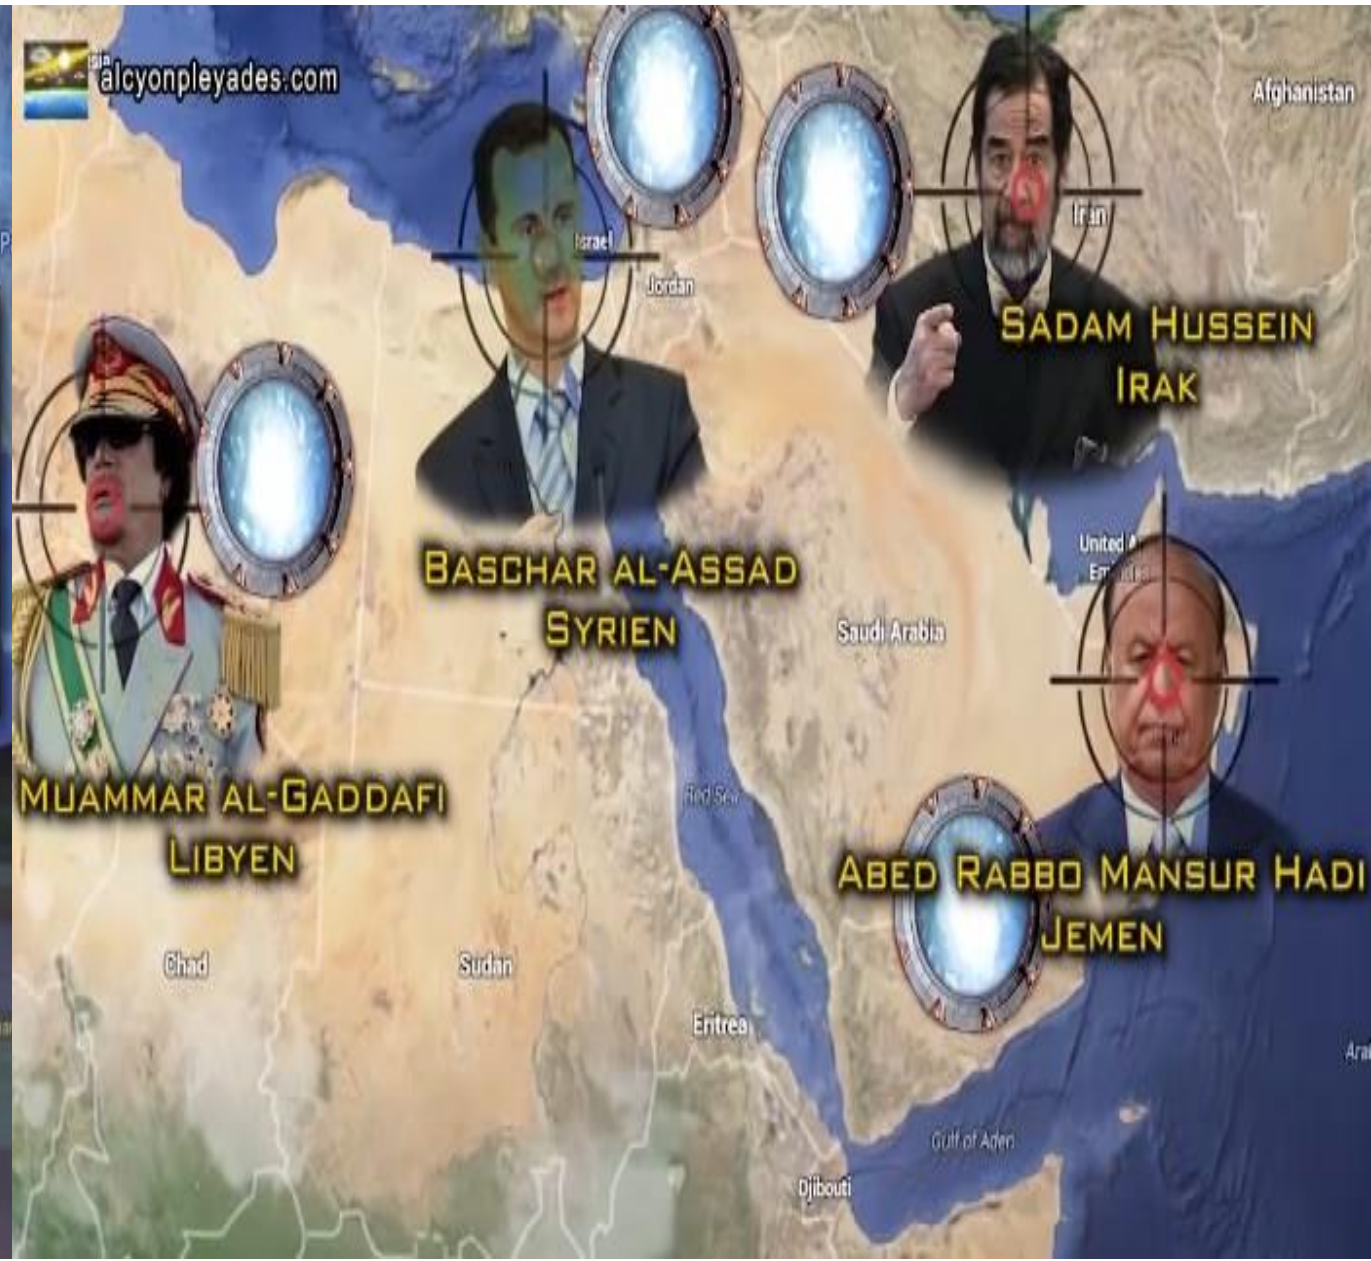 alcyonpleyades.com
Afghanistan
Israel
Iran
Jordan
SADAM HUSSEIN
IRAK
BASCHAR AL-ASSAD
SYRIEN
United
Saudi Arabia
Red Sea
MUAMMAR AL-GADDAFI
LIBYEN
ABED RABBO MANSUR HADI
JEMEN
Chad
Sudan
Eritrea
Gulf of Aden
Djibouti